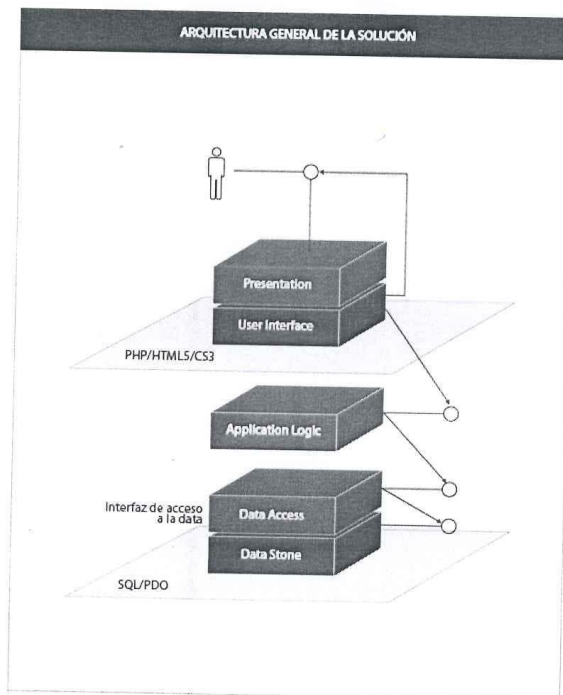 ARQUITECTURA GENERAL DE LA SOLUCIÓN
Presentation
User Interface
PHP/HTML5/CS3
Application Logic
Interfaz de acceso
a la data
Data Access
Data Stone
SQL/PDO